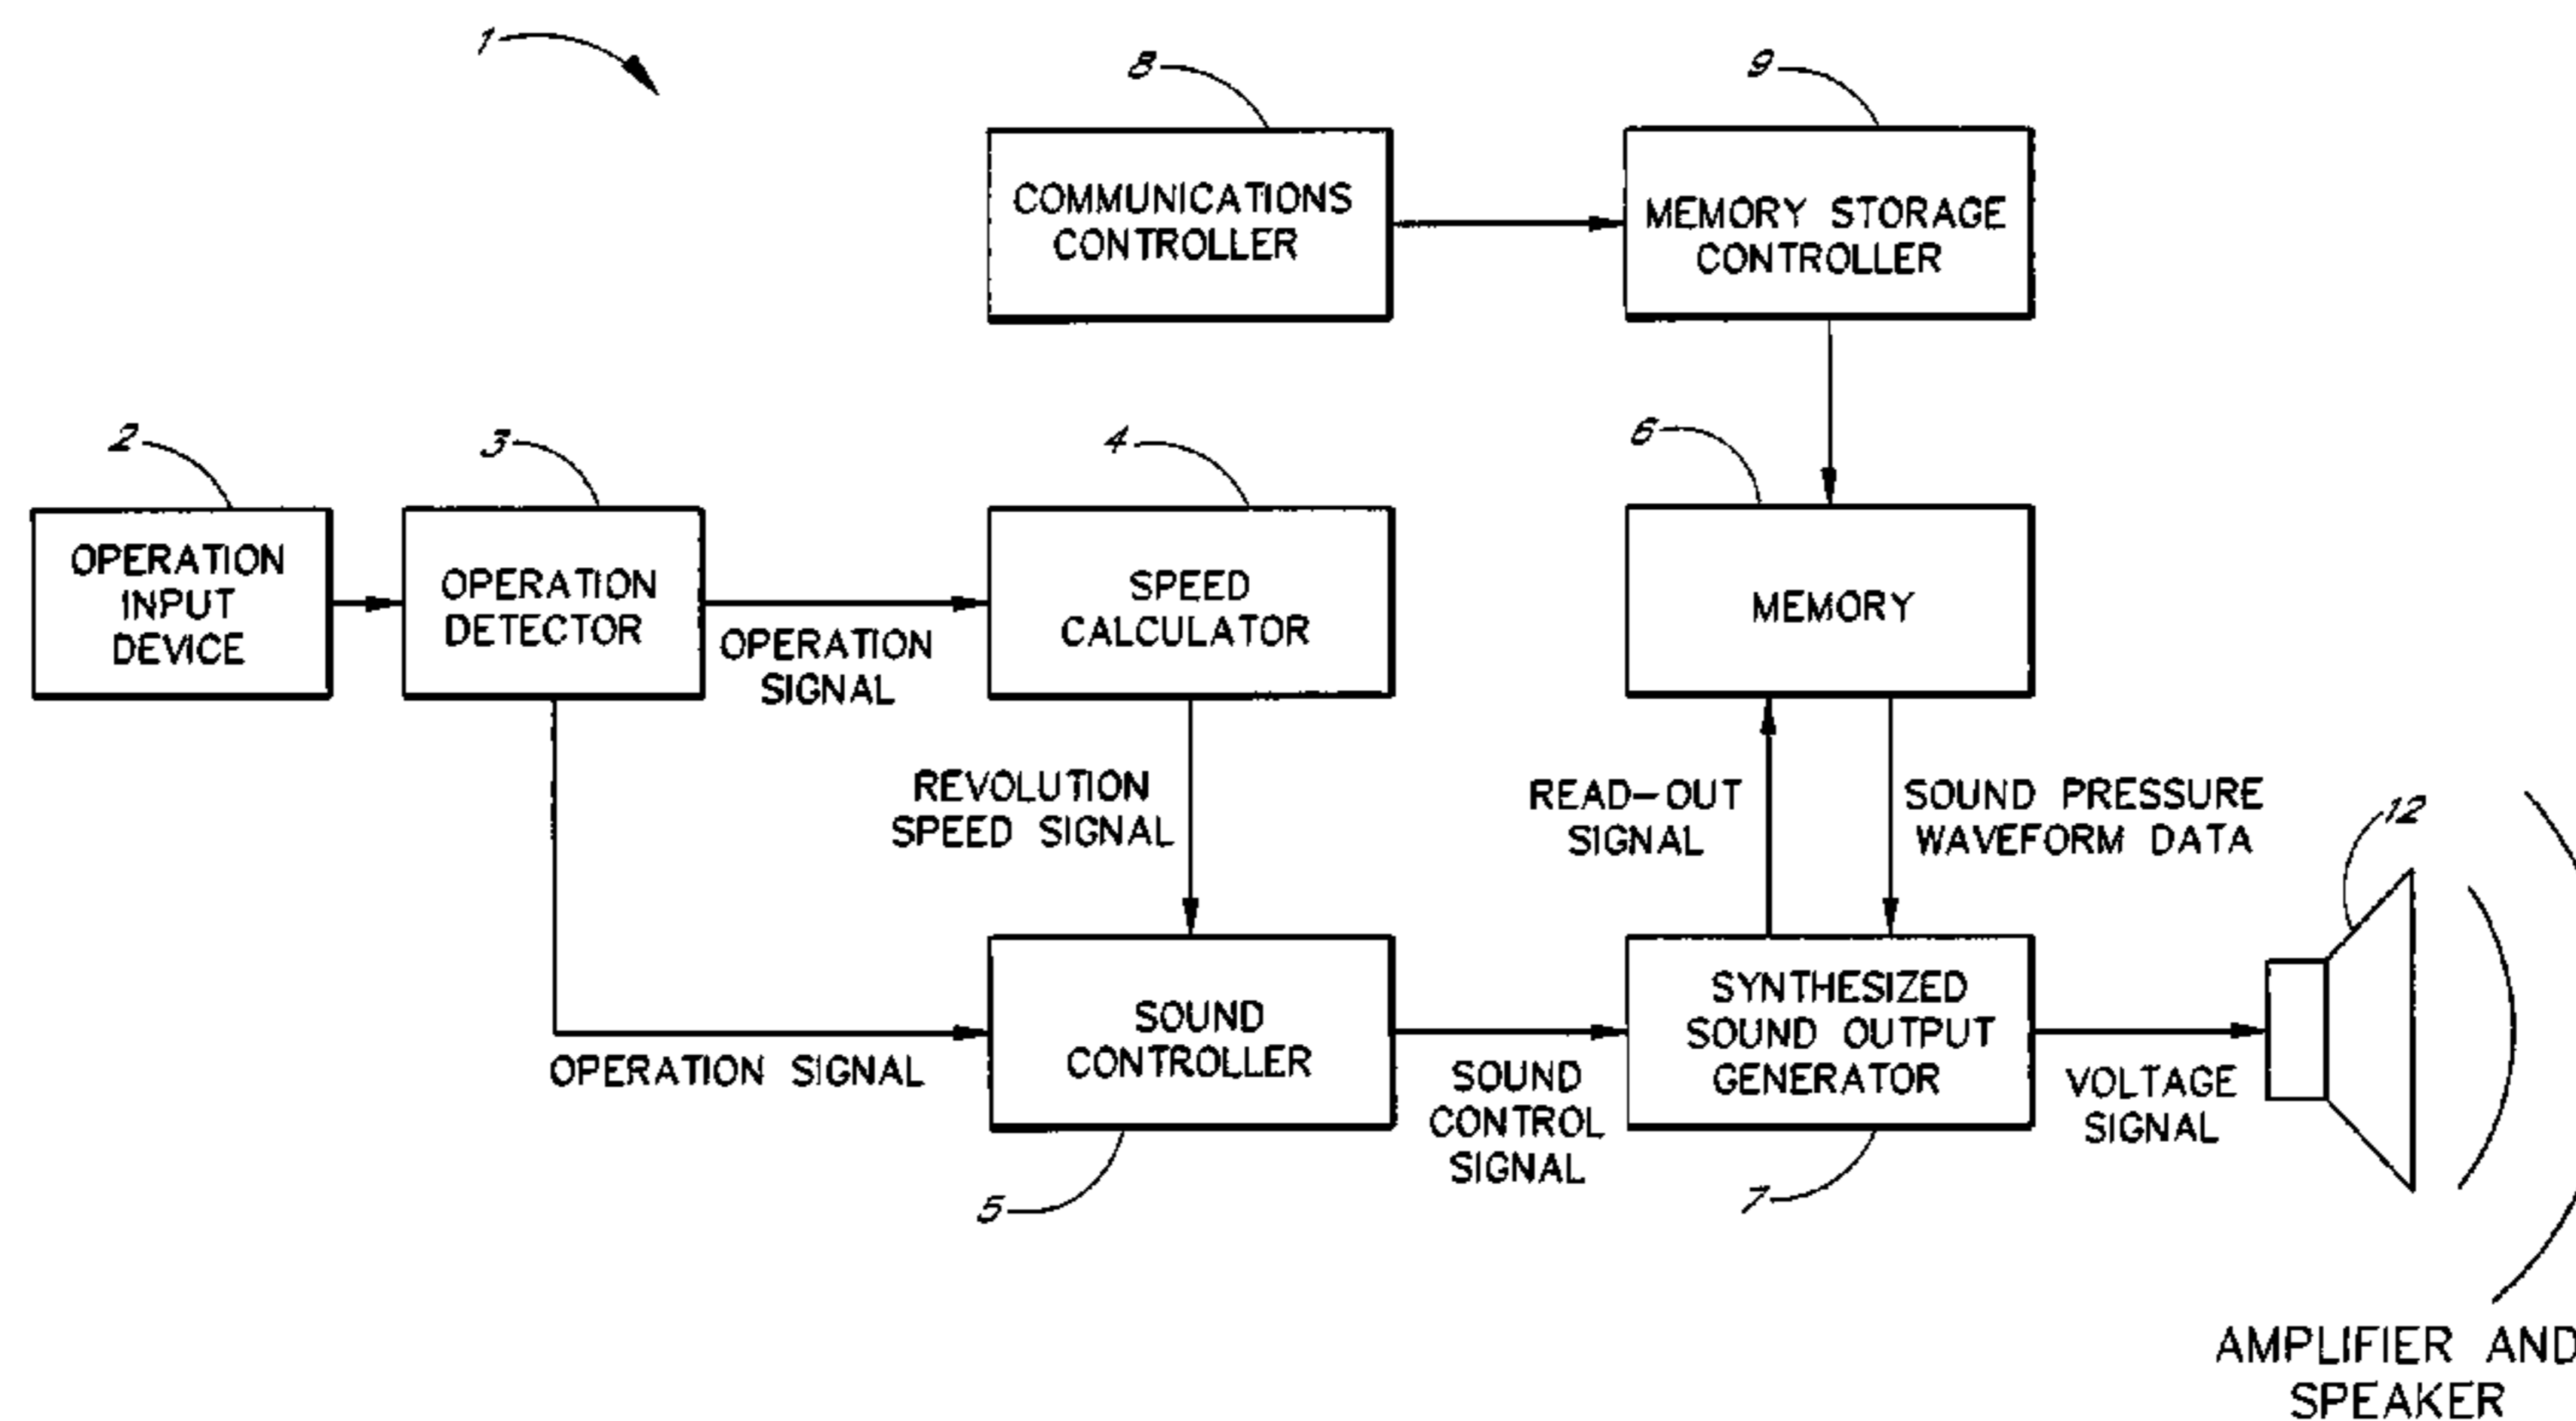 1
8
9
COMMUNICATIONS
CONTROLLER
MEMORY STORAGE
CONTROLLER
2
3
4
6
OPERATION
INPUT
DEVICE
OPERATION
DETECTOR
OPERATION
SIGNAL
SPEED
CALCULATOR
MEMORY
REVOLUTION
SPEED SIGNAL
READ-OUT
SIGNAL
SOUND PRESSURE
WAVEFORM DATA
12
OPERATION SIGNAL
SOUND
CONTROLLER
SOUND
CONTROL
SIGNAL
SYNTHESIZED
SOUND OUTPUT
GENERATOR
VOLTAGE
SIGNAL
5
7
AMPLIFIER AND
SPEAKER